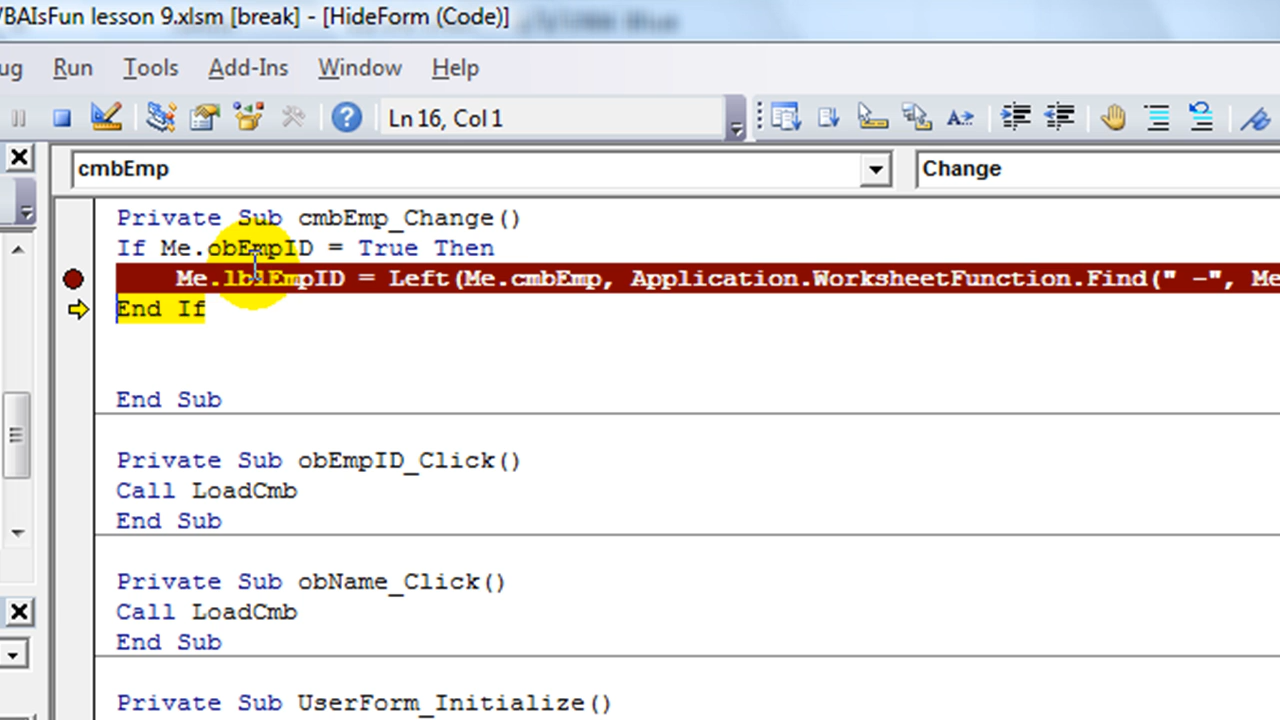 VBAIsFun lesson 9.xlsm [break] - [HideForm (Code)]
ug Run Tools Add-Ins Window Help
Ln 16, Col 1
cmbEmp Change
Private Sub cmbEmp_Change()
If Me.obEmpID = True Then
Me.lblEmpID = Left(Me.cmbEmp, Application.WorksheetFunction.Find(" -", Me
End If
End Sub
Private Sub obEmpID_Click()
Call LoadCmb
End Sub
Private Sub obName_Click()
Call LoadCmb
End Sub
Private Sub UserForm_Initialize()